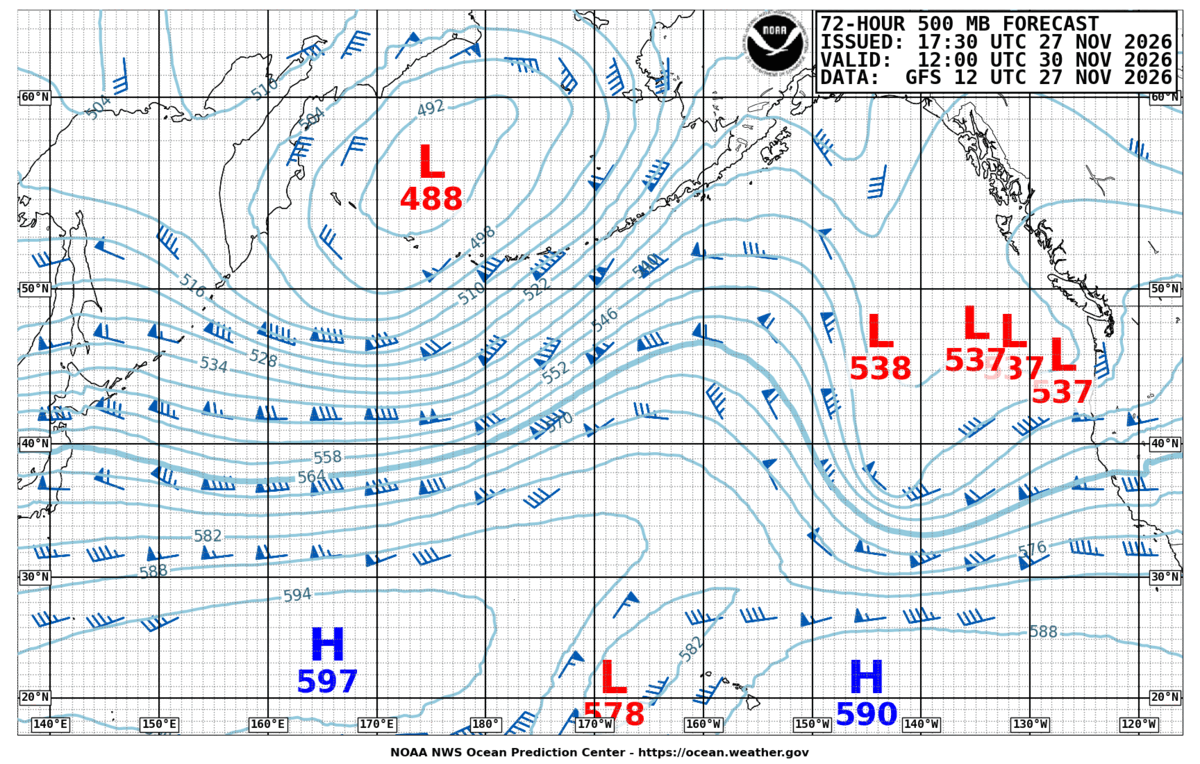 72-HOUR 500 MB FORECAST
ISSUED: 17:30 UTC 27 NOV 2026
VALID: 12:00 UTC 30 NOV 2026
DATA: GFS 12 UTC 27 NOV 2026
NOAA
60°N
60°N
504
516
504
492
L
488
498
516
510
522
540
50°N
50°N
546
534
528
552
L
538
L
537
L
537
L
537
570
40°N
40°N
558
564
582
588
576
30°N
30°N
594
588
582
H
597
L
578
H
590
20°N
20°N
140°E
150°E
160°E
170°E
180°
170°W
160°W
150°W
140°W
130°W
120°W
NOAA NWS Ocean Prediction Center - https://ocean.weather.gov